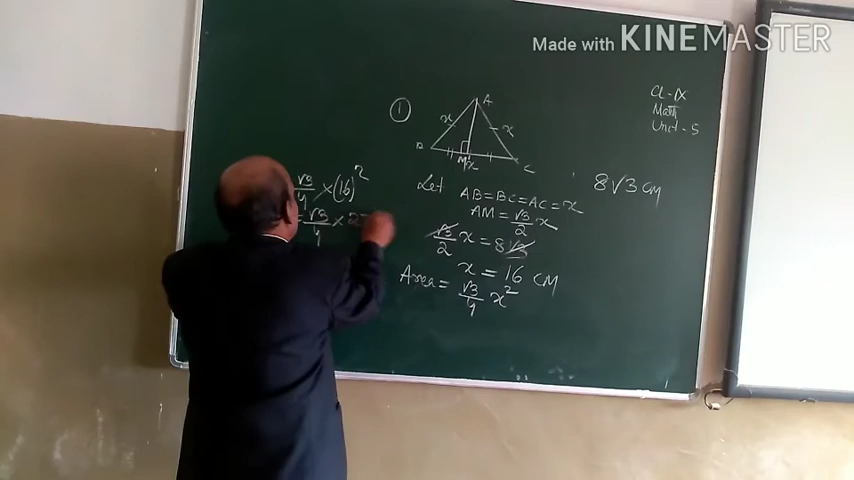 Made with KINEMASTER
Cl-IX
Math
Unit-5
①
A
x
x
B
M
x
C
8√3 cm
Let AB=BC=AC=x
AM=√3/2 x
√3/2 x=8√3
x=16 cm
Area=√3/4 x²
√3/4×(16)²
=√3/4×